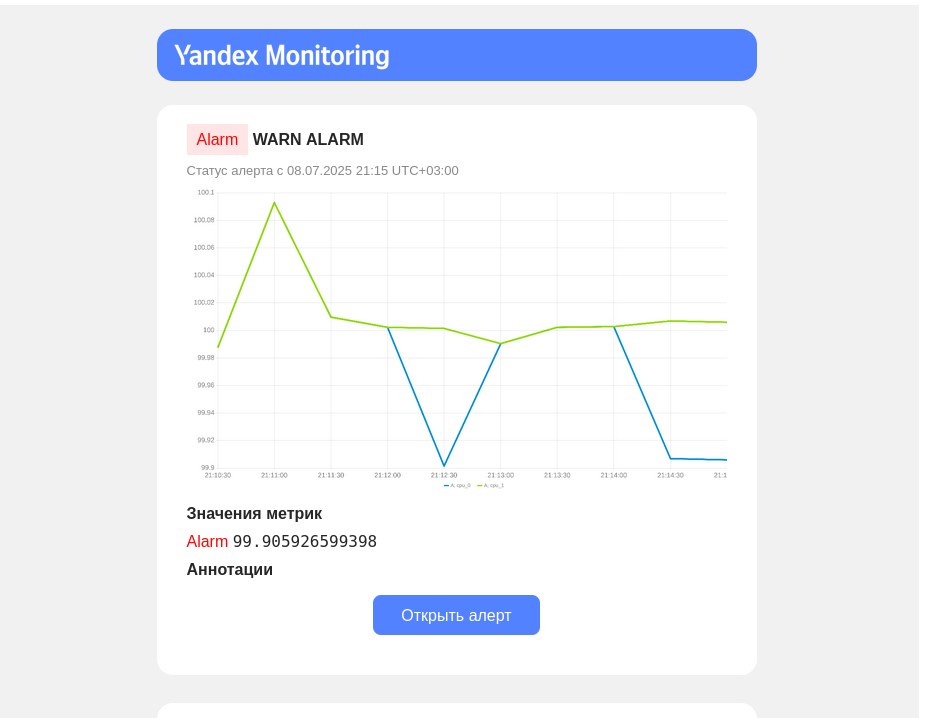 Yandex Monitoring
Alarm WARN ALARM
Статус алерта с 08.07.2025 21:15 UTC+03:00
100.1
100.08
100.06
100.04
100.02
100
99.98
99.96
99.94
99.92
99.9
21:10:30 21:11:00 21:11:30 21:12:00 21:12:30 21:13:00 21:13:30 21:14:00 21:14:30 21:1
A; cpu_0 A; cpu_1
Значения метрик
Alarm 99.905926599398
Аннотации
Открыть алерт